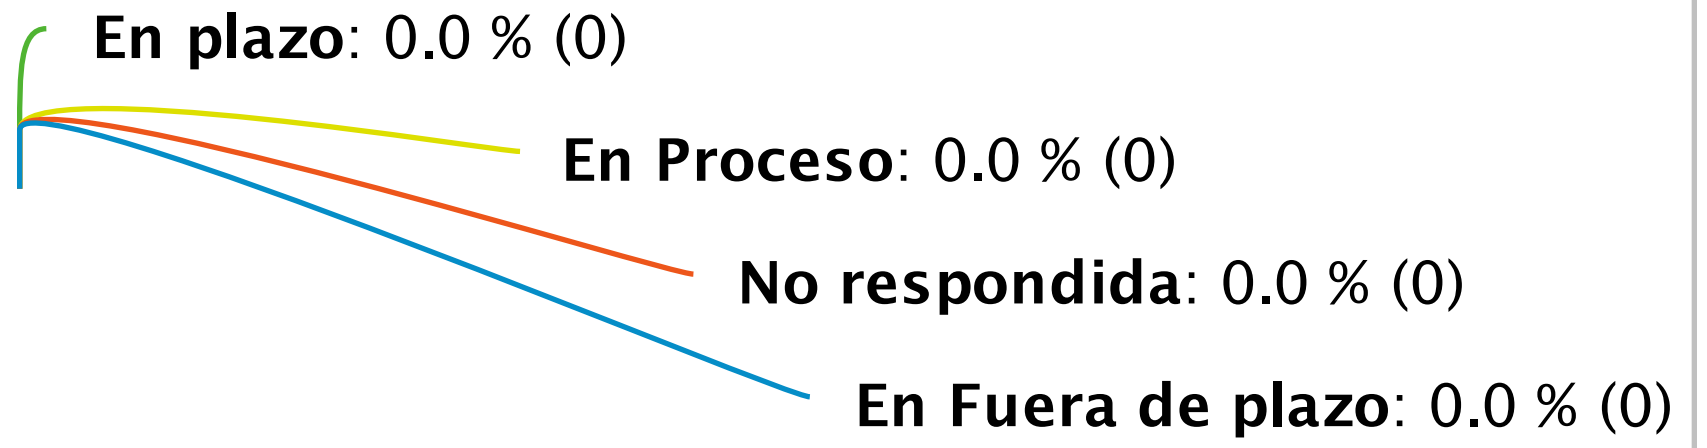 En plazo: 0.0 % (0)
En Proceso: 0.0 % (0)
No respondida: 0.0 % (0)
En Fuera de plazo: 0.0 % (0)